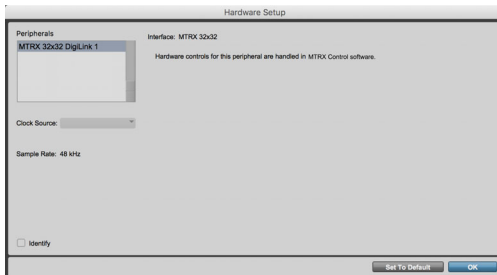 Hardware Setup
Peripherals
MTRX 32x32 DigiLink 1
Interface: MTRX 32x32
Hardware controls for this peripheral are handled in MTRX Control software.
Clock Source:
Sample Rate: 48 kHz
Identify
Set To Default
OK